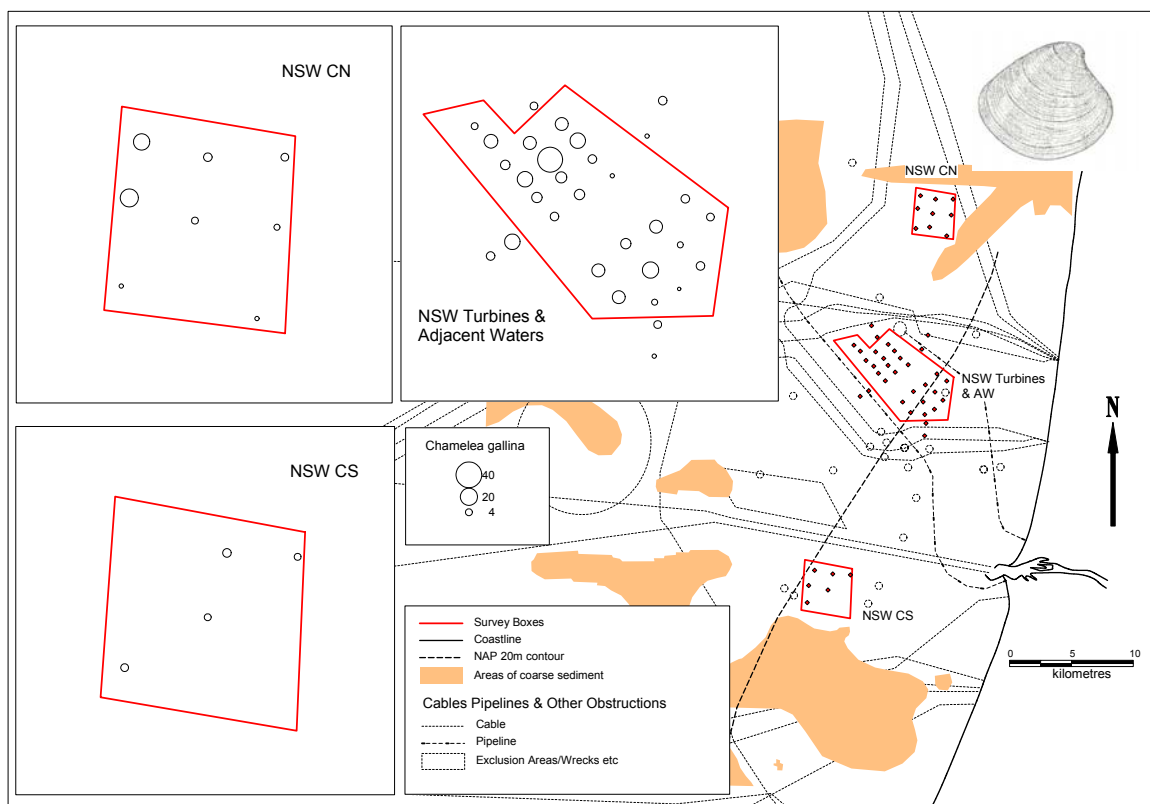 NSW CN
NSW Turbines &
Adjacent Waters
NSW CN
NSW Turbines
& AW
N
NSW CS
Chamelea gallina
40
20
4
NSW CS
Survey Boxes
Coastline
NAP 20m contour
Areas of coarse sediment
Cables Pipelines & Other Obstructions
Cable
Pipeline
Exclusion Areas/Wrecks etc
0 5 10
kilometres